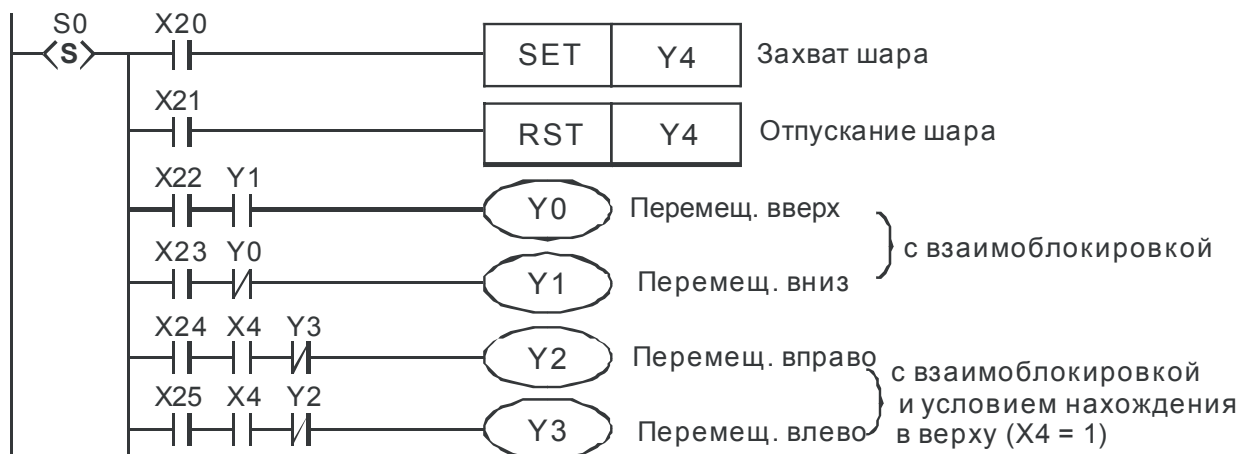 S0 X20
S SET Y4 Захват шара
X21
RST Y4 Отпускание шара
X22 Y1
Y0 Перемещ. вверх
с взаимоблокировкой
X23 Y0
Y1 Перемещ. вниз
X24 X4 Y3
Y2 Перемещ. вправо
с взаимоблокировкой
и условием нахождения
в верху (X4 = 1)
X25 X4 Y2
Y3 Перемещ. влево